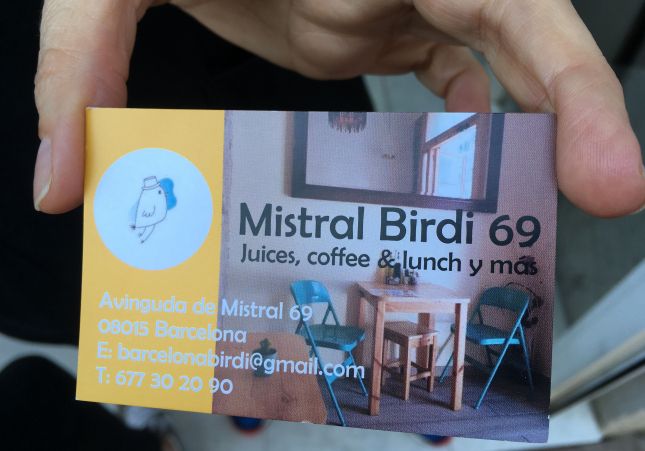 Mistral Birdi 69
Juices, coffee & lunch y más
Avinguda de Mistral 69
08015 Barcelona
E: barcelonabirdi@gmail.com
T: 677 30 20 90